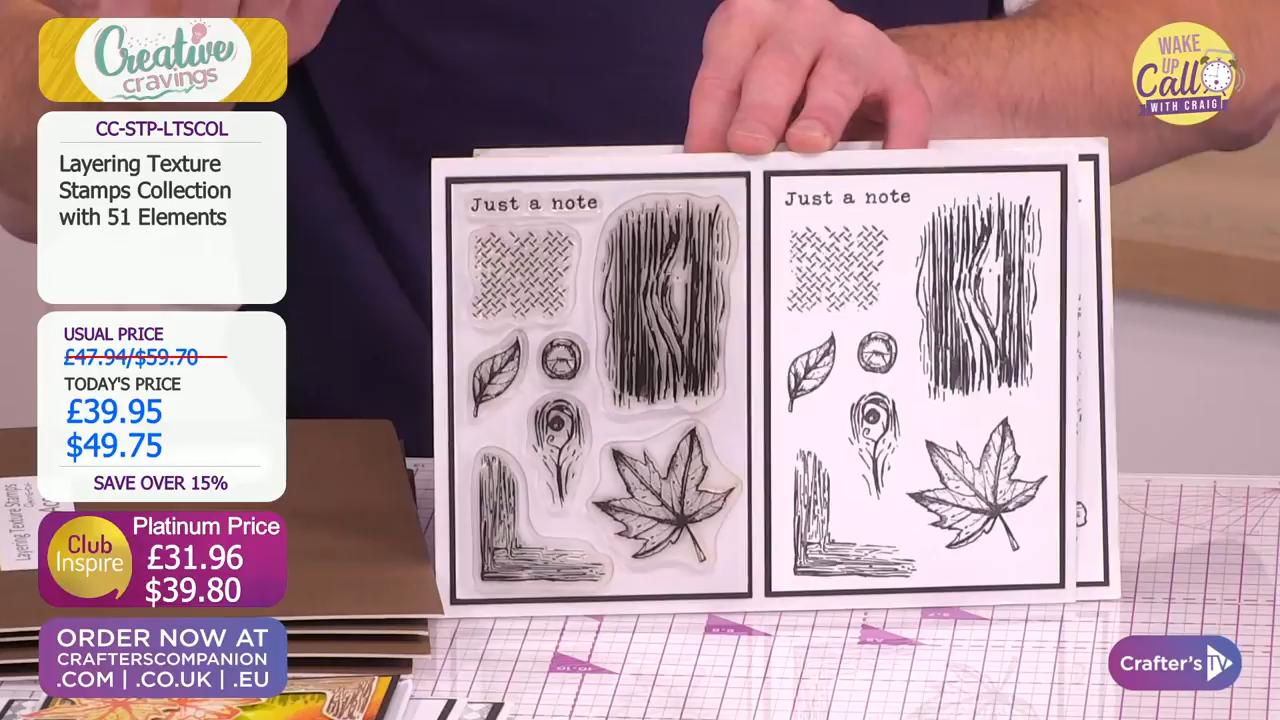 Creative
cravings
CC-STP-LTSCOL
Layering Texture
Stamps Collection
with 51 Elements
USUAL PRICE
£47.94/$59.70
TODAY'S PRICE
£39.95
$49.75
SAVE OVER 15%
Club
Inspire
Platinum Price
£31.96
$39.80
ORDER NOW AT
CRAFTERSCOMPANION
.COM | .CO.UK | .EU
Layering Texture Stamps
Just a note
Just a note
WAKE
UP
Call
WITH CRAIG
Crafter's TV